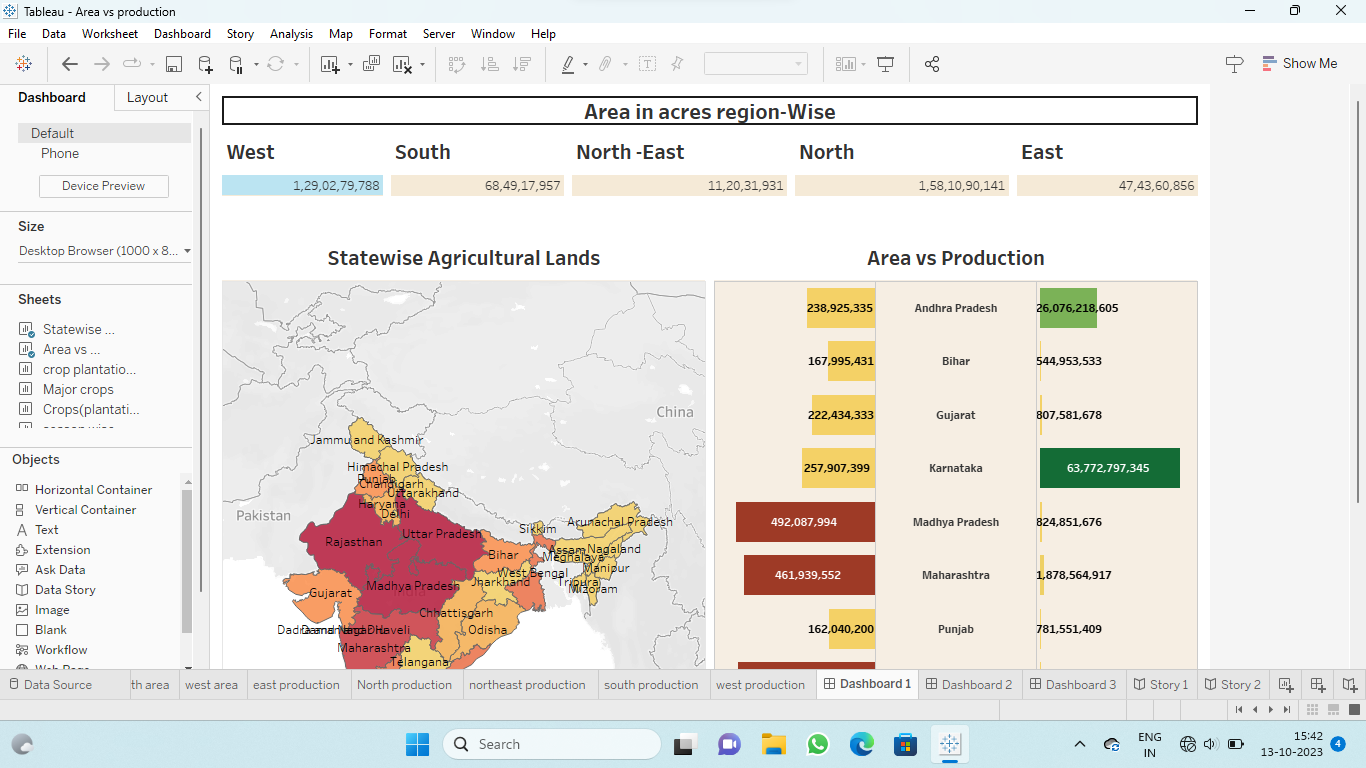 Tableau - Area vs production
File Data Worksheet Dashboard Story Analysis Map Format Server Window Help
Show Me
Dashboard Layout
Default
Phone
Device Preview
Size
Desktop Browser (1000 x 8...
Sheets
Statewise ...
Area vs ...
crop plantatio...
Major crops
Crops(plantati...
Objects
Horizontal Container
Vertical Container
Text
Extension
Ask Data
Data Story
Image
Blank
Workflow
Web Page
Area in acres region-Wise
West South North -East North East
1,29,02,79,788 68,49,17,957 11,20,31,931 1,58,10,90,141 47,43,60,856
Statewise Agricultural Lands
China
Pakistan
Jammu and Kashmir
Himachal Pradesh
Punjab
Chandigarh
Uttarakhand
Haryana
Delhi
Arunachal Pradesh
Sikkim
Uttar Pradesh
Rajasthan
Assam Nagaland
Bihar
Meghalaya
Manipur
West Bengal
Jharkhand
Tripura
Madhya Pradesh
Mizoram
India
Gujarat
Chhattisgarh
Odisha
Maharashtra
Telangana
Area vs Production
238,925,335 Andhra Pradesh 26,076,218,605
167,995,431 Bihar 544,953,533
222,434,333 Gujarat 807,581,678
257,907,399 Karnataka 63,772,797,345
492,087,994 Madhya Pradesh 824,851,676
461,939,552 Maharashtra 1,878,564,917
162,040,200 Punjab 781,551,409
Data Source th area west area east production North production northeast production south production west production Dashboard 1 Dashboard 2 Dashboard 3 Story 1 Story 2
Search
ENG
IN
15:42
13-10-2023
4